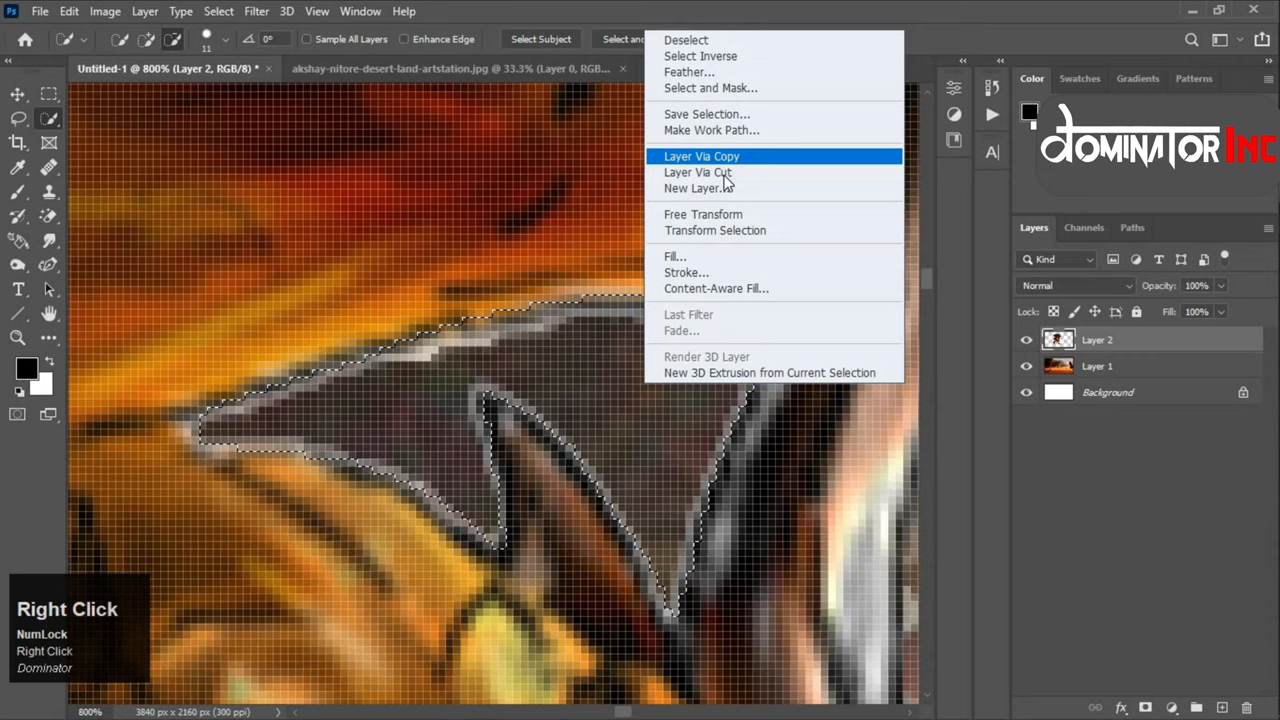 Ps File Edit Image Layer Type Select Filter 3D View Window Help
11 0° Sample All Layers Enhance Edge Select Subject Select and
Untitled-1 @ 800% (Layer 2, RGB/8) * × akshay-nitore-desert-land-artstation.jpg @ 33.3% (Layer 0, RGB... ×
Deselect
Select Inverse
Feather...
Select and Mask...
Save Selection...
Make Work Path...
Layer Via Copy
Layer Via Cut
New Layer...
Free Transform
Transform Selection
Fill...
Stroke...
Content-Aware Fill...
Last Filter
Fade...
Render 3D Layer
New 3D Extrusion from Current Selection
Color Swatches Gradients Patterns
dominator Inc
Layers Channels Paths
Kind
Normal Opacity: 100%
Lock: Fill: 100%
Layer 2
Layer 1
Background
Right Click
NumLock
Right Click
Dominator
800% 3840 px x 2160 px (300 ppi)